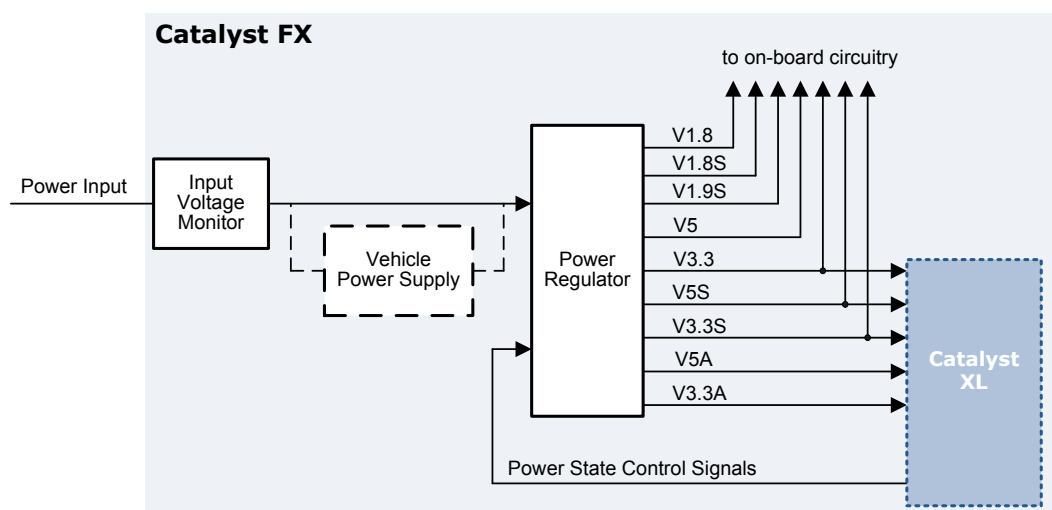 Catalyst FX
to on-board circuitry
Power Input
Input
Voltage
Monitor
Vehicle
Power Supply
Power
Regulator
V1.8
V1.8S
V1.9S
V5
V3.3
V5S
V3.3S
V5A
V3.3A
Catalyst
XL
Power State Control Signals